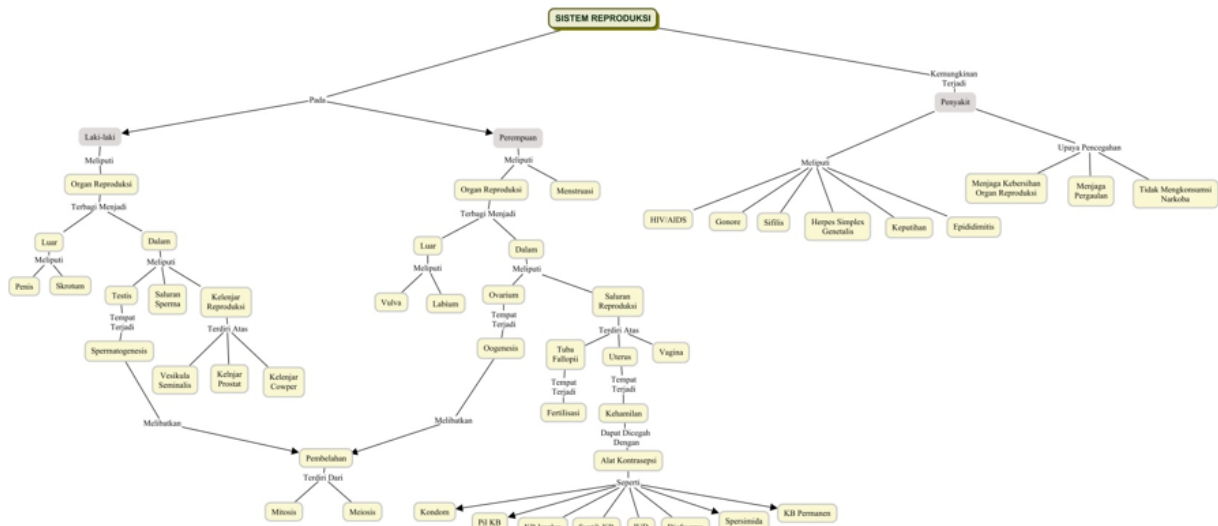 SISTEM REPRODUKSI
Kemungkinan
Terjadi
Pada
Penyakit
Laki-laki
Perempuan
Upaya Pencegahan
Meliputi
Meliputi
Meliputi
Organ Reproduksi
Organ Reproduksi
Menstruasi
Menjaga Kebersihan
Organ Reproduksi
Menjaga
Pergaulan
Tidak Mengkonsumsi
Narkoba
Terbagi Menjadi
Terbagi Menjadi
HIV/AIDS
Gonore
Sifilis
Herpes Simplex
Genetalis
Keputihan
Epididimitis
Luar
Dalam
Luar
Dalam
Meliputi
Meliputi
Meliputi
Meliputi
Penis
Skrotum
Testis
Saluran
Sperma
Kelenjar
Reproduksi
Vulva
Labium
Ovarium
Saluran
Reproduksi
Tempat
Terjadi
Terdiri Atas
Tempat
Terjadi
Terdiri Atas
Spermatogenesis
Oogenesis
Tuba
Fallopii
Uterus
Vagina
Vesikula
Seminalis
Kelnjar
Prostat
Kelenjar
Cowper
Tempat
Terjadi
Tempat
Terjadi
Fertilisasi
Kehamilan
Melibatkan
Melibatkan
Dapat Dicegah
Dengan
Pembelahan
Alat Kontrasepsi
Terdiri Dari
Seperti
Mitosis
Meiosis
Kondom
Pil KB
Spersimida
KB Permanen